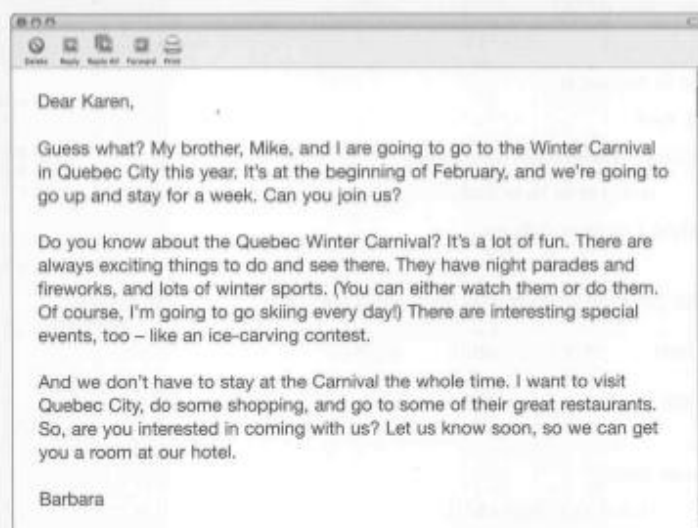 Delete Reply Reply All Forward Print
Dear Karen,
Guess what? My brother, Mike, and I are going to go to the Winter Carnival
in Quebec City this year. It's at the beginning of February, and we're going to
go up and stay for a week. Can you join us?
Do you know about the Quebec Winter Carnival? It's a lot of fun. There are
always exciting things to do and see there. They have night parades and
fireworks, and lots of winter sports. (You can either watch them or do them.
Of course, I'm going to go skiing every day!) There are interesting special
events, too – like an ice-carving contest.
And we don't have to stay at the Carnival the whole time. I want to visit
Quebec City, do some shopping, and go to some of their great restaurants.
So, are you interested in coming with us? Let us know soon, so we can get
you a room at our hotel.
Barbara